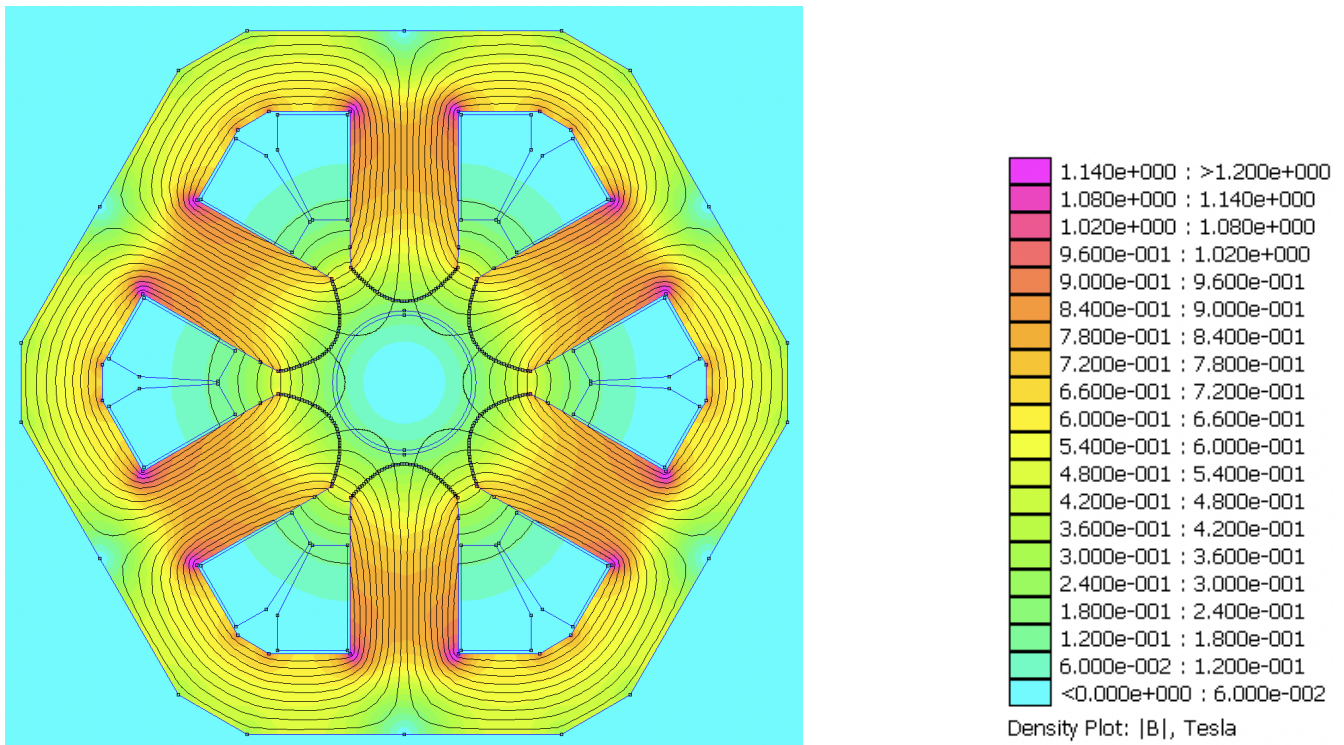 1.140e+000 : >1.200e+000
1.080e+000 : 1.140e+000
1.020e+000 : 1.080e+000
9.600e-001 : 1.020e+000
9.000e-001 : 9.600e-001
8.400e-001 : 9.000e-001
7.800e-001 : 8.400e-001
7.200e-001 : 7.800e-001
6.600e-001 : 7.200e-001
6.000e-001 : 6.600e-001
5.400e-001 : 6.000e-001
4.800e-001 : 5.400e-001
4.200e-001 : 4.800e-001
3.600e-001 : 4.200e-001
3.000e-001 : 3.600e-001
2.400e-001 : 3.000e-001
1.800e-001 : 2.400e-001
1.200e-001 : 1.800e-001
6.000e-002 : 1.200e-001
<0.000e+000 : 6.000e-002
Density Plot: |B|, Tesla